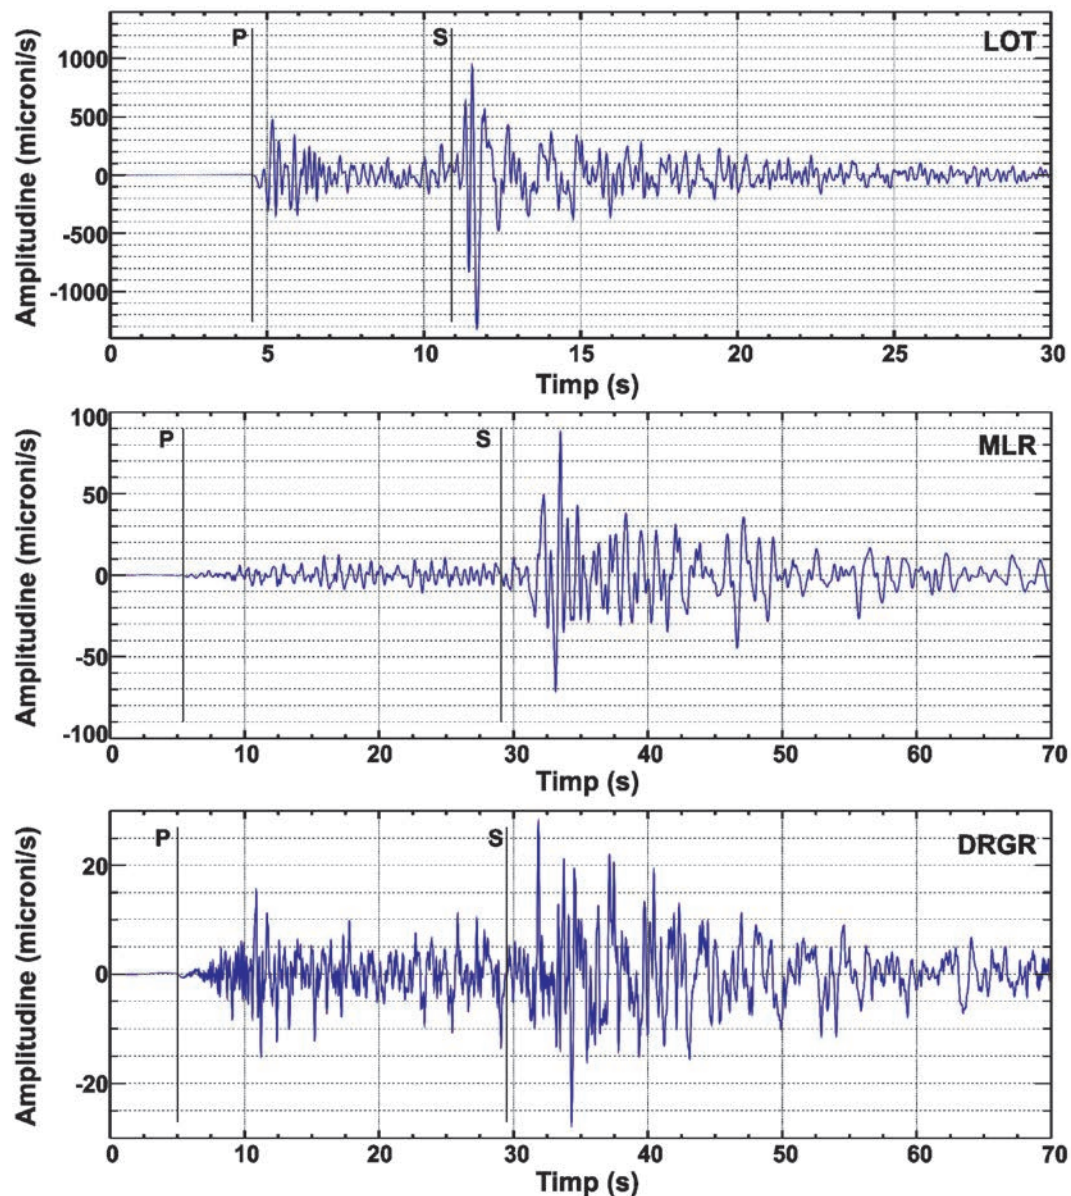 Amplitudine (microni/s)
1000
500
0
-500
-1000
P
S
LOT
0 5 10 15 20 25 30
Timp (s)
Amplitudine (microni/s)
100
50
0
-50
-100
P
S
MLR
0 10 20 30 40 50 60 70
Timp (s)
Amplitudine (microni/s)
20
0
-20
P
S
DRGR
0 10 20 30 40 50 60 70
Timp (s)